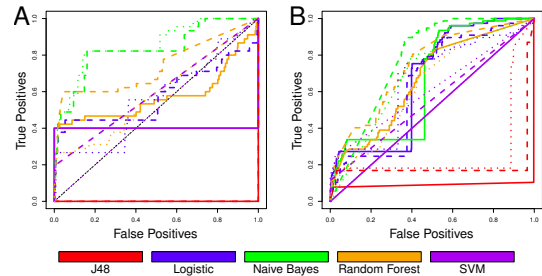 A
B
True Positives
1.0
0.8
0.6
0.4
0.2
0.0
0.0 0.2 0.4 0.6 0.8 1.0
False Positives
True Positives
1.0
0.8
0.6
0.4
0.2
0.0
0.0 0.2 0.4 0.6 0.8 1.0
False Positives
J48 Logistic Naive Bayes Random Forest SVM